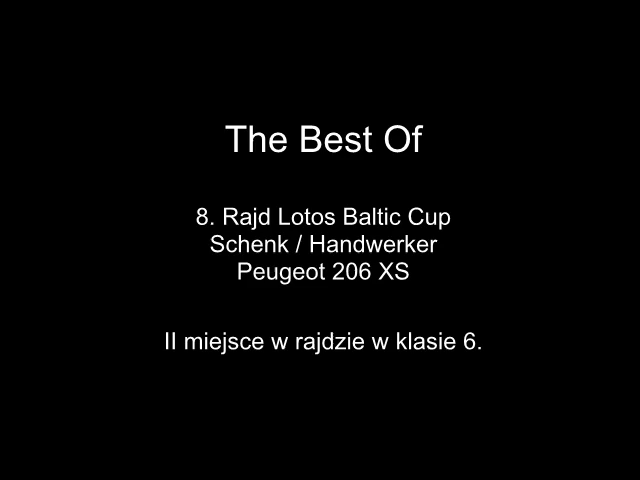 The Best Of
8. Rajd Lotos Baltic Cup
Schenk / Handwerker
Peugeot 206 XS
II miejsce w rajdzie w klasie 6.